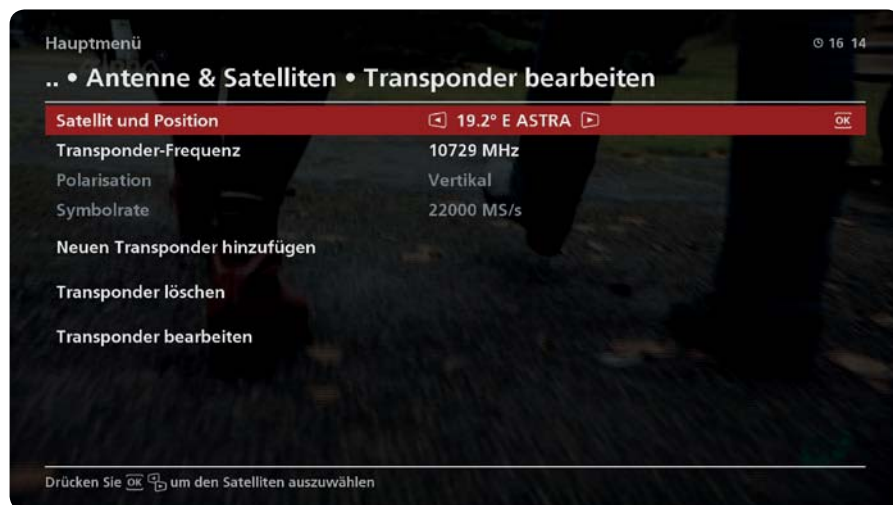 Hauptmenü
16 14
.. • Antenne & Satelliten • Transponder bearbeiten
Satellit und Position 19.2° E ASTRA OK
Transponder-Frequenz 10729 MHz
Polarisation Vertikal
Symbolrate 22000 MS/s
Neuen Transponder hinzufügen
Transponder löschen
Transponder bearbeiten
Drücken Sie OK um den Satelliten auszuwählen